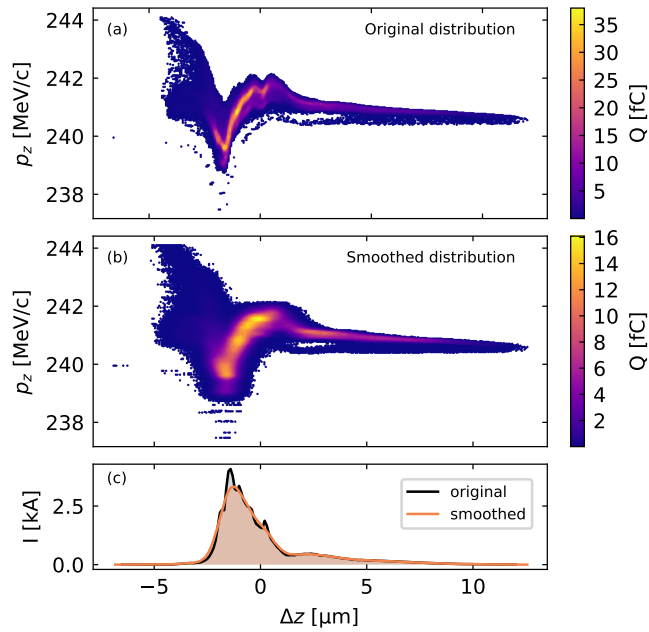 (a) Original distribution
244
242
240
238
p_z [MeV/c]
35
30
25
20
15
10
5
Q [fC]
(b) Smoothed distribution
244
242
240
238
p_z [MeV/c]
16
14
12
10
8
6
4
2
Q [fC]
(c)
original
smoothed
2.5
0.0
I [kA]
−5 0 5 10
Δz [μm]